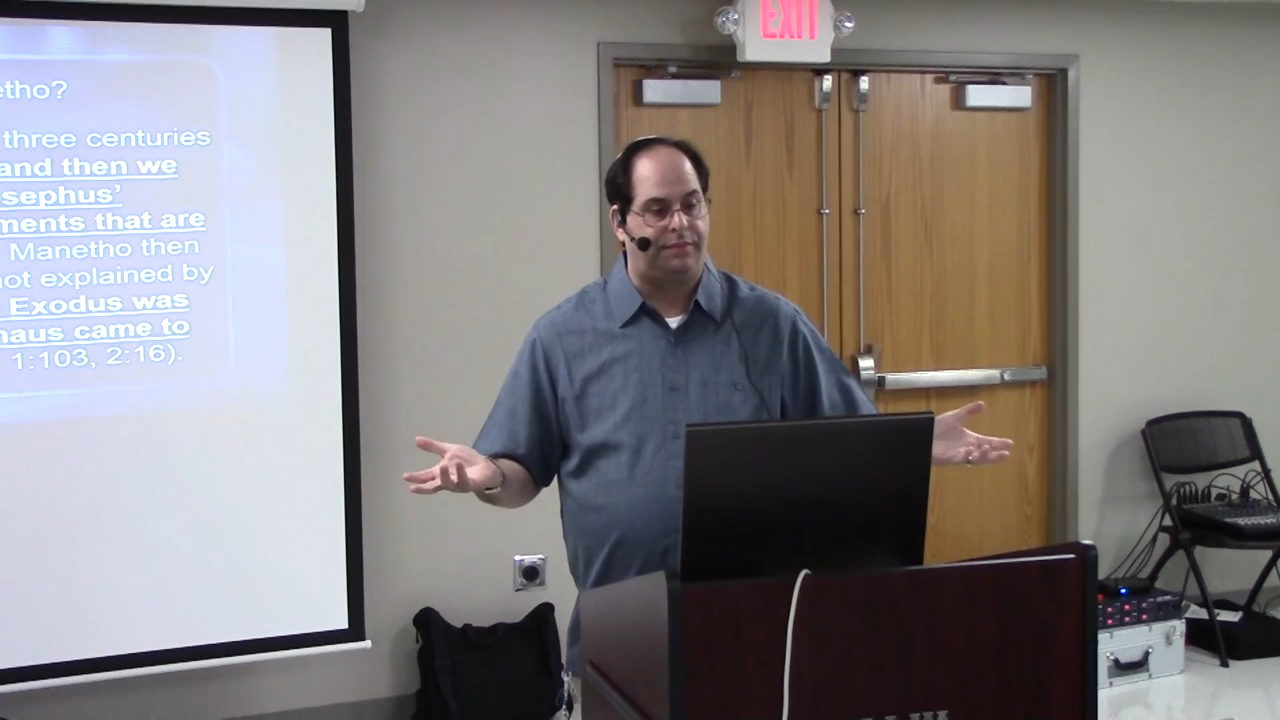 etho?
three centuries
and then we
sephus'
ments that are
Manetho then
not explained by
Exodus was
haus came to
1:103, 2:16).
EXIT